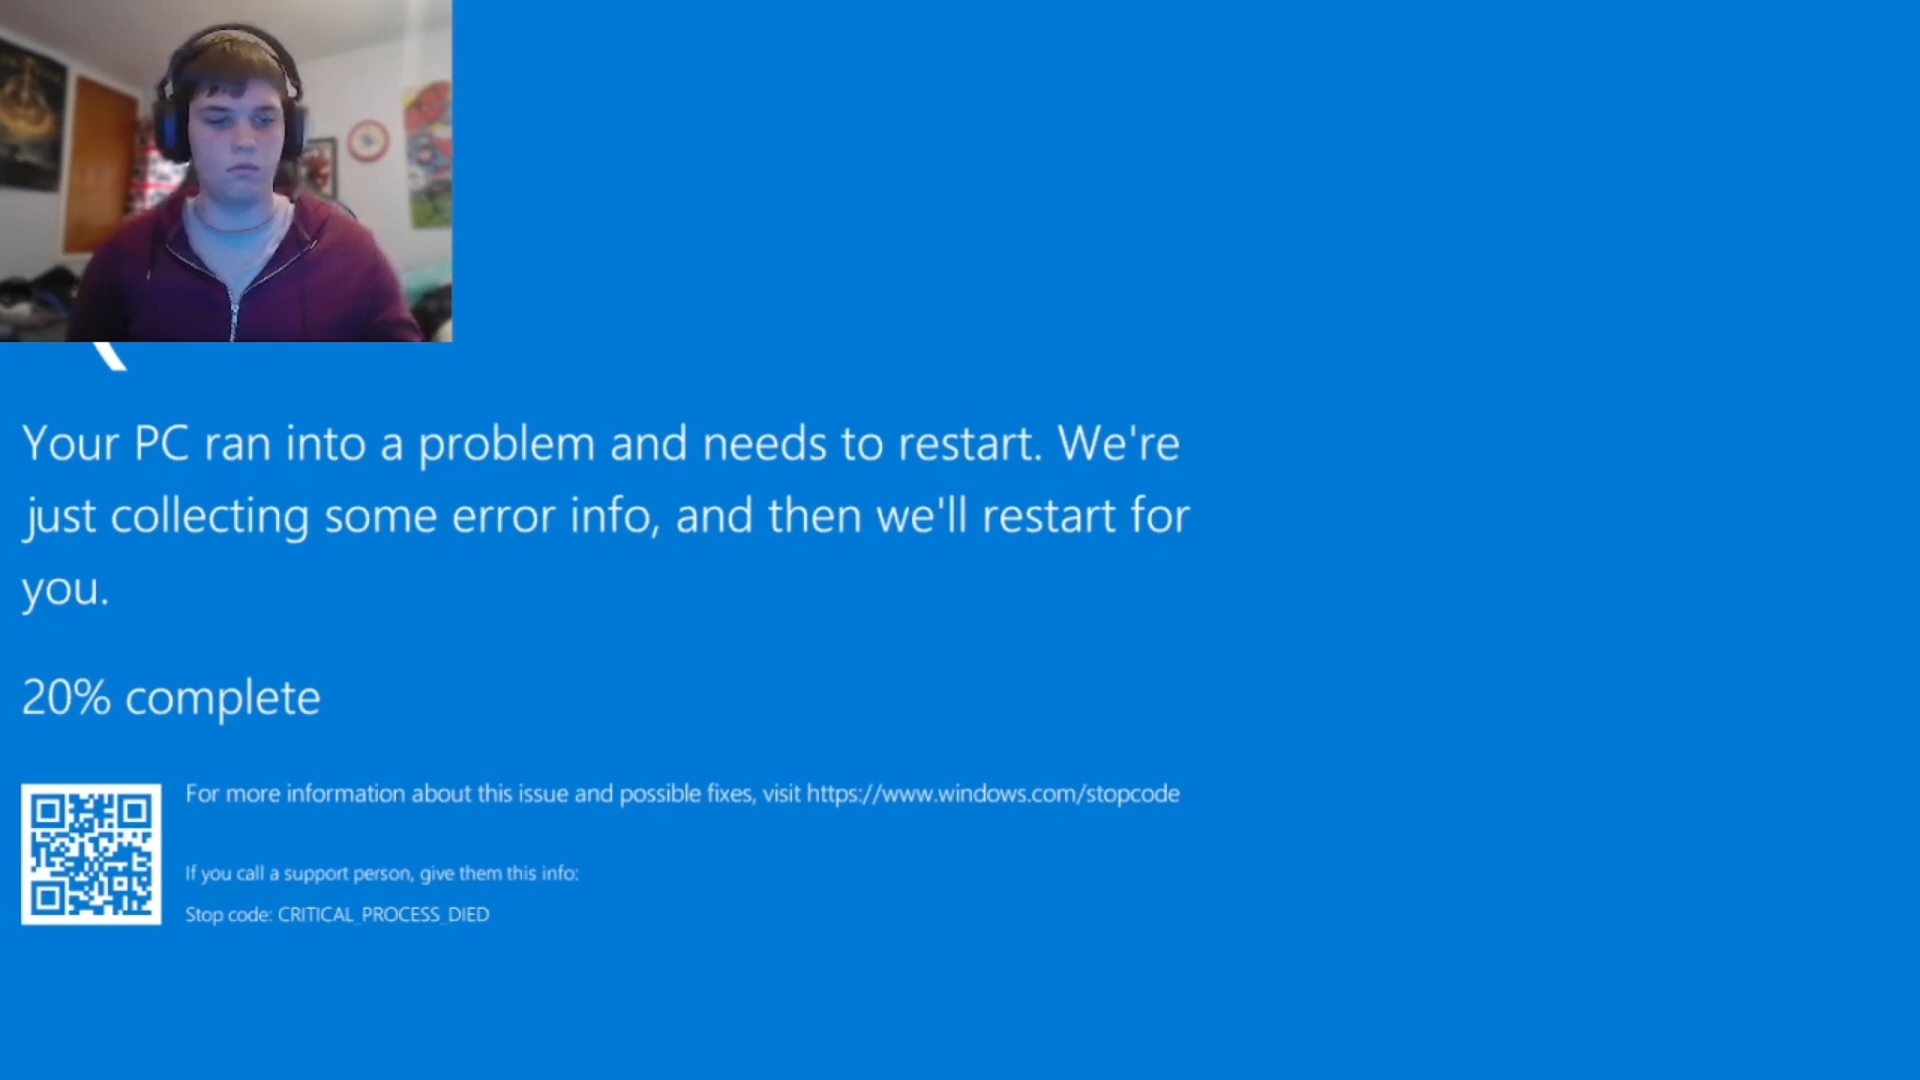 Your PC ran into a problem and needs to restart. We're
just collecting some error info, and then we'll restart for
you.
20% complete
For more information about this issue and possible fixes, visit https://www.windows.com/stopcode
If you call a support person, give them this info:
Stop code: CRITICAL_PROCESS_DIED